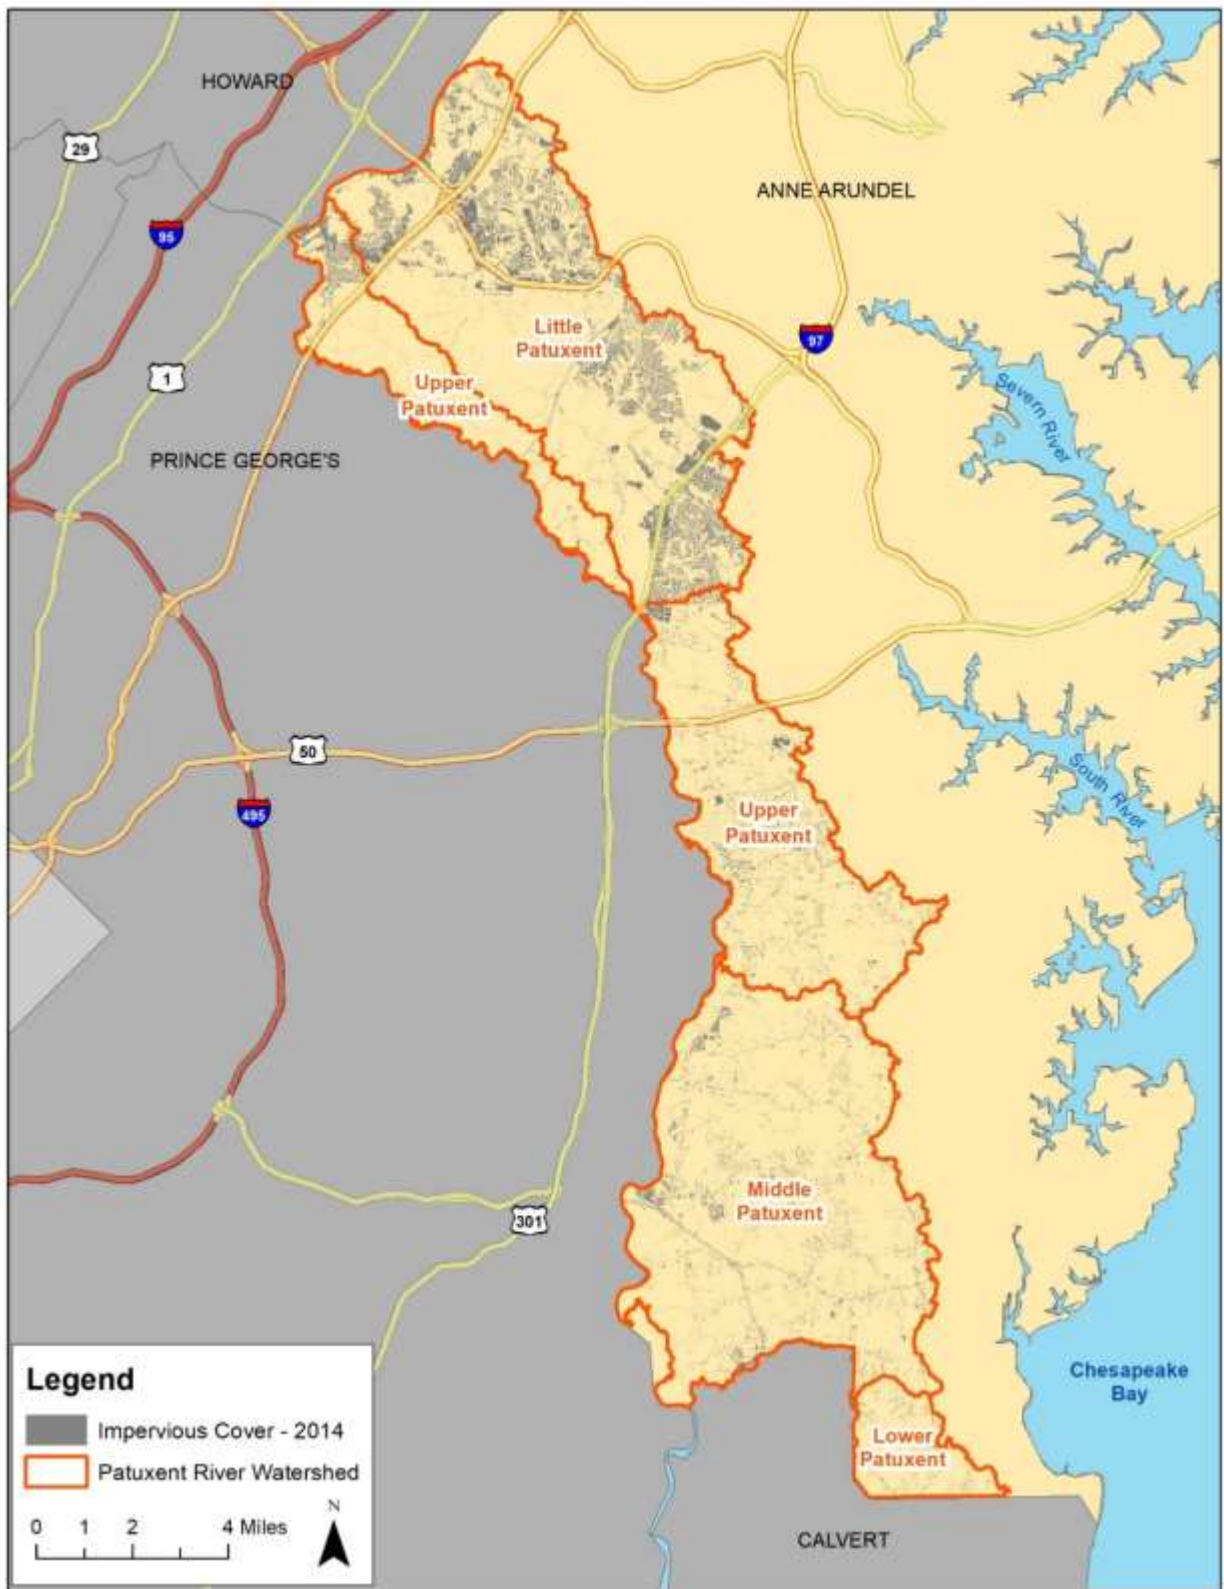 HOWARD
29
ANNE ARUNDEL
95
Little
Patuxent
97
1
Upper
Patuxent
Severn River
PRINCE GEORGE'S
50
495
South River
Upper
Patuxent
Middle
Patuxent
301
Chesapeake
Bay
Lower
Patuxent
CALVERT
Legend
Impervious Cover - 2014
Patuxent River Watershed
N
0 1 2 4 Miles